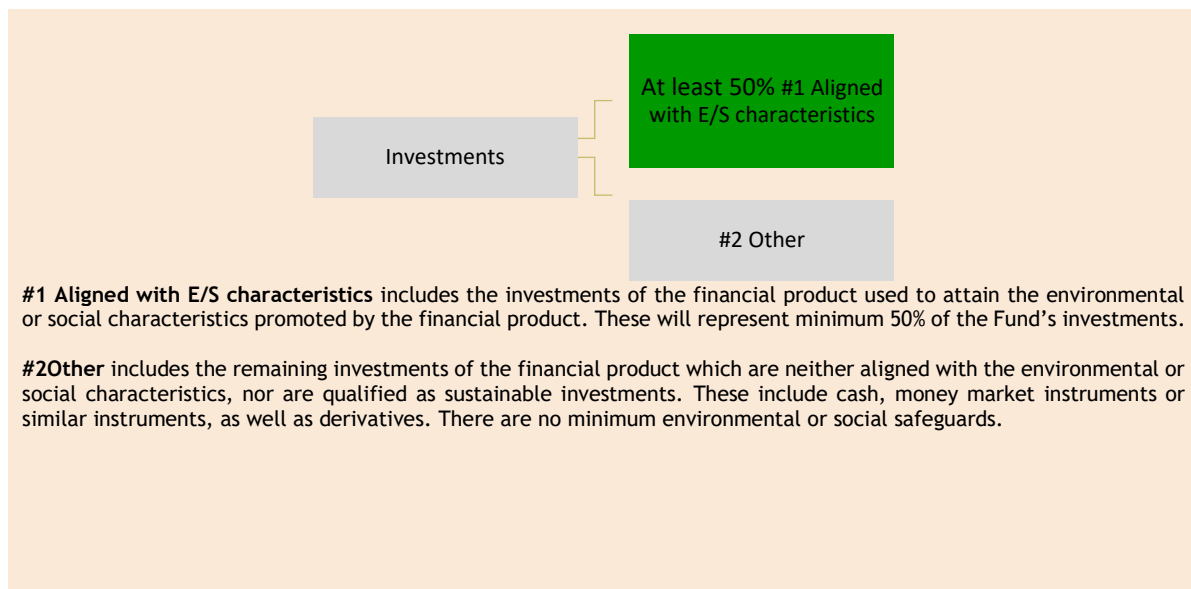 At least 50% #1 Aligned
with E/S characteristics
Investments
#2 Other
#1 Aligned with E/S characteristics includes the investments of the financial product used to attain the environmental
or social characteristics promoted by the financial product. These will represent minimum 50% of the Fund’s investments.
#2Other includes the remaining investments of the financial product which are neither aligned with the environmental or
social characteristics, nor are qualified as sustainable investments. These include cash, money market instruments or
similar instruments, as well as derivatives. There are no minimum environmental or social safeguards.